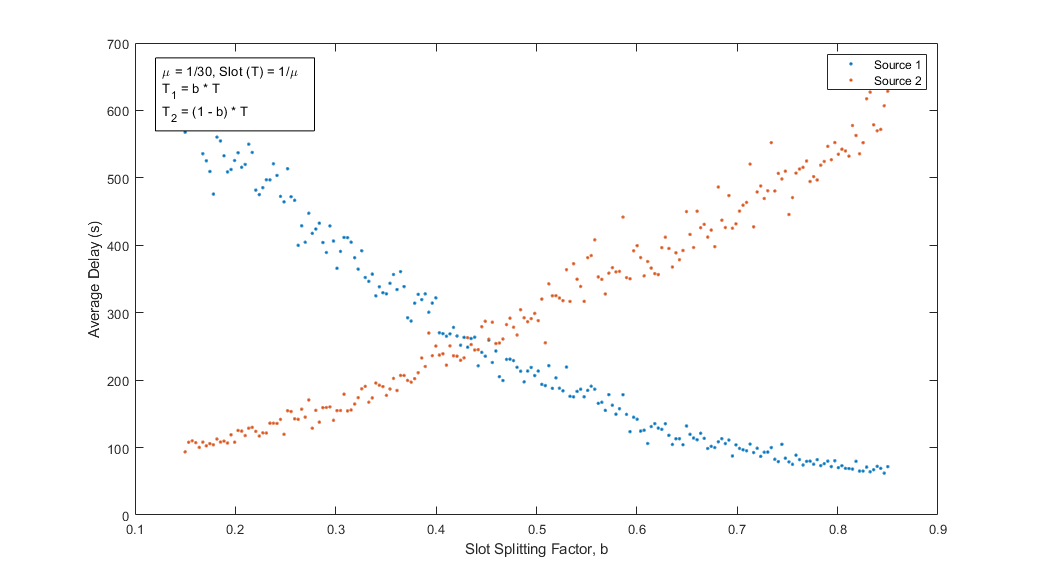 700
600
500
400
300
200
100
0
Average Delay (s)
μ = 1/30, Slot (T) = 1/μ
T1 = b * T
T2 = (1 - b) * T
Source 1
Source 2
0.1 0.2 0.3 0.4 0.5 0.6 0.7 0.8 0.9
Slot Splitting Factor, b